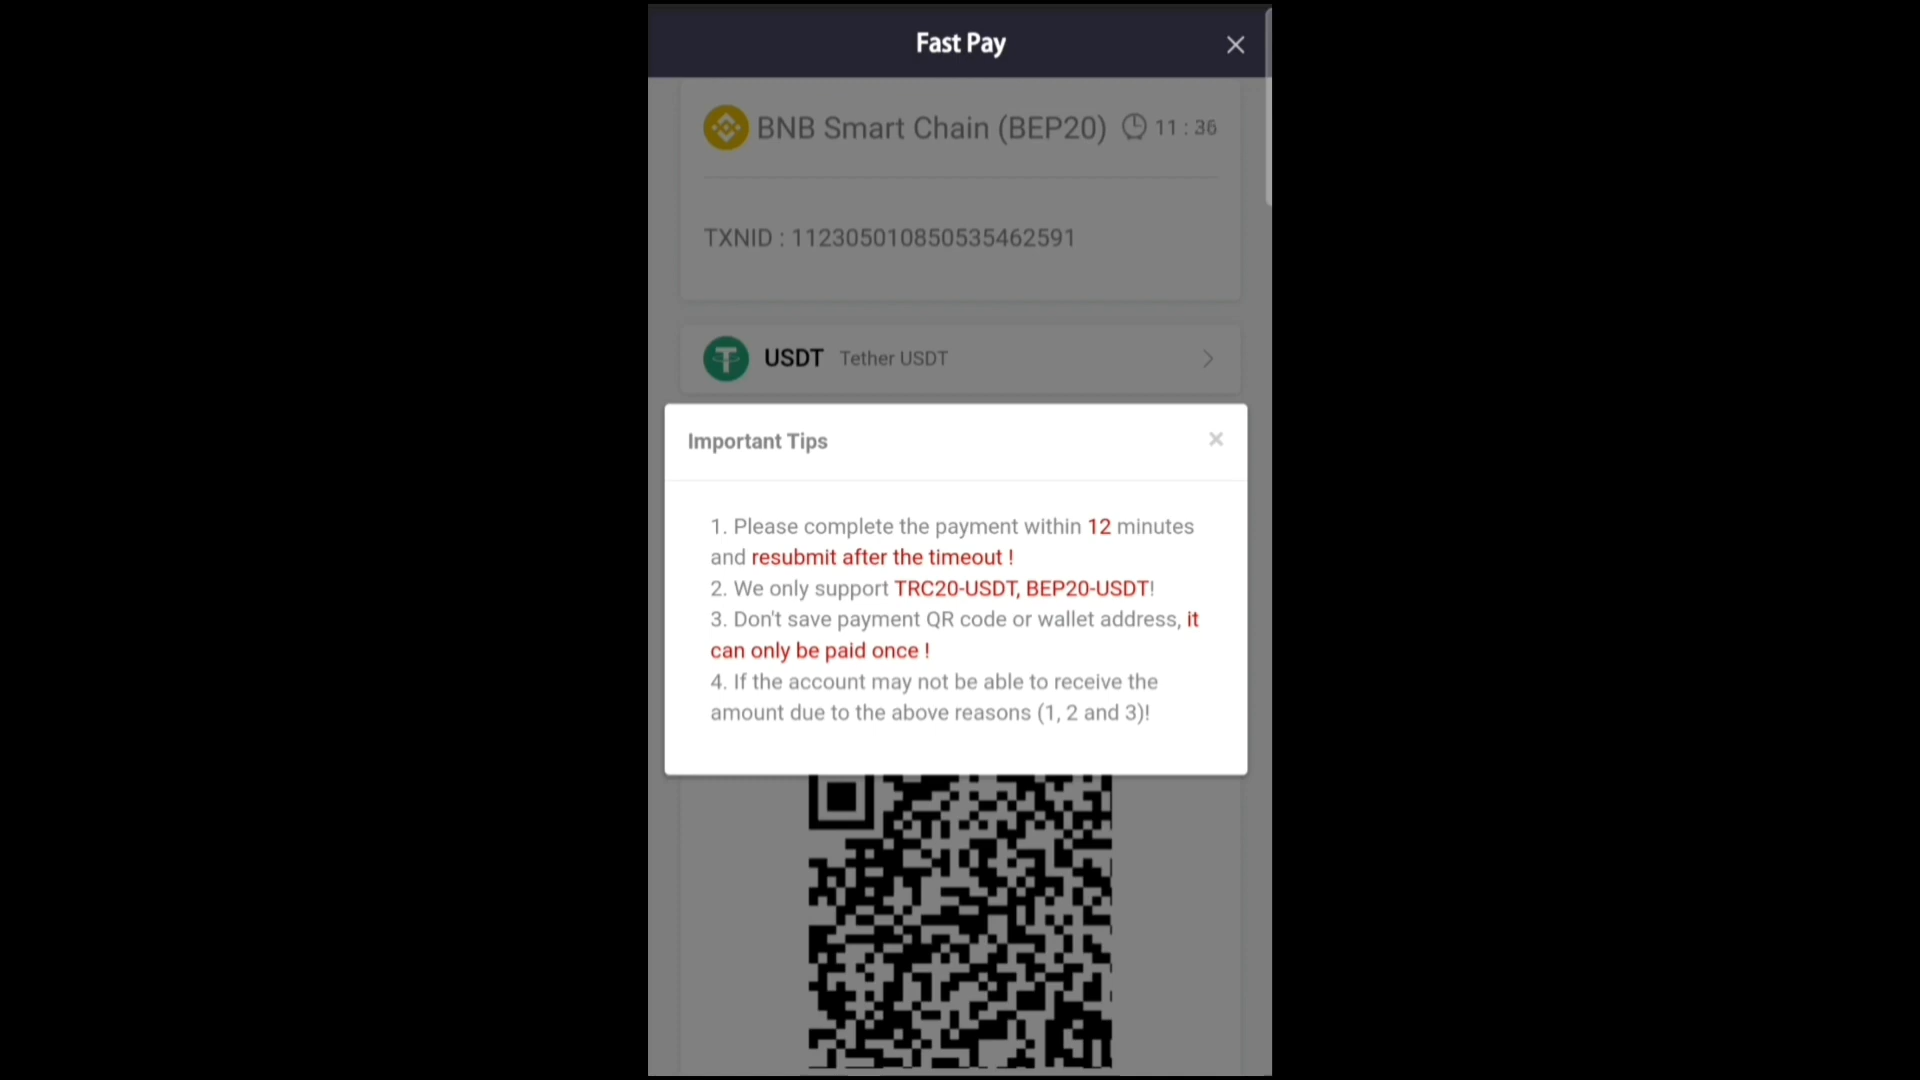 Fast Pay
BNB Smart Chain (BEP20) 11 : 36
TXNID : 112305010850535462591
USDT Tether USDT
Important Tips
1. Please complete the payment within 12 minutes
and resubmit after the timeout !
2. We only support TRC20-USDT, BEP20-USDT!
3. Don't save payment QR code or wallet address, it
can only be paid once !
4. If the account may not be able to receive the
amount due to the above reasons (1, 2 and 3)!